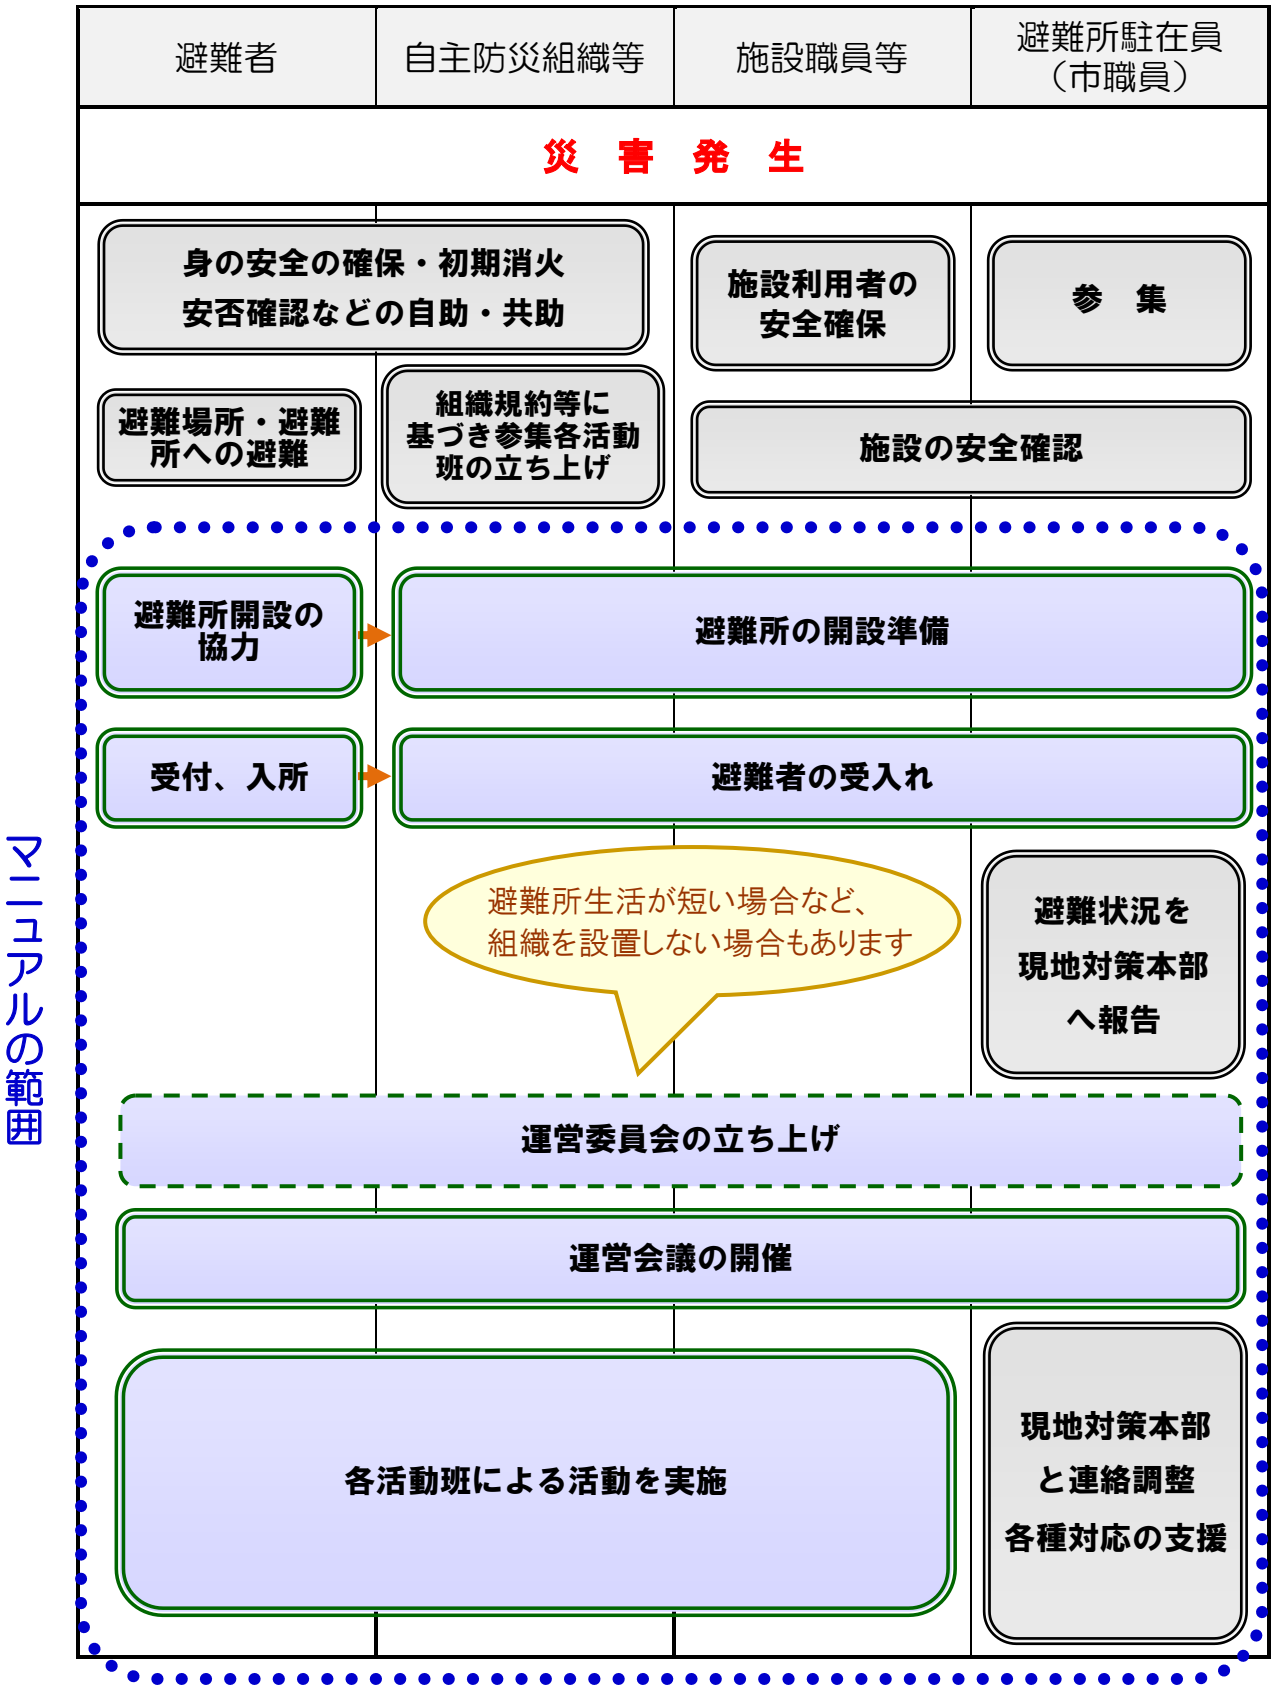 避難者
自主防災組織等
施設職員等
避難所駐在員
（市職員）
災　害　発　生
身の安全の確保・初期消火
安否確認などの自助・共助
施設利用者の
安全確保
参　集
避難場所・避難
所への避難
組織規約等に
基づき参集各活動
班の立ち上げ
施設の安全確認
避難所開設の
協力
避難所の開設準備
受付、入所
避難者の受入れ
マニュアルの範囲
避難所生活が短い場合など、
組織を設置しない場合もあります
避難状況を
現地対策本部
へ報告
運営委員会の立ち上げ
運営会議の開催
各活動班による活動を実施
現地対策本部
と連絡調整
各種対応の支援